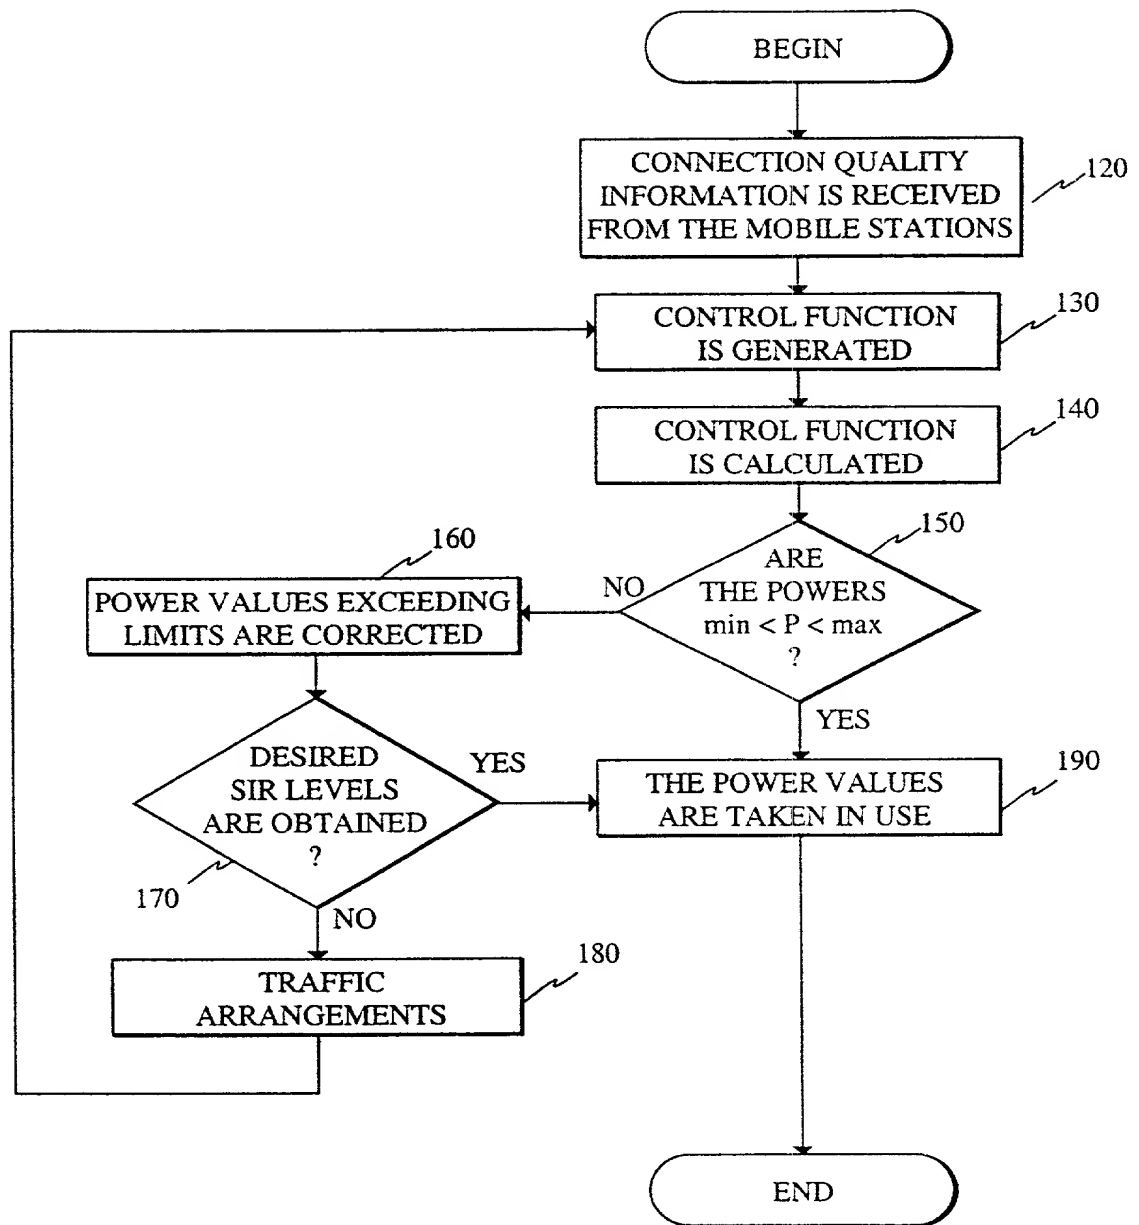 BEGIN
CONNECTION QUALITY
INFORMATION IS RECEIVED
FROM THE MOBILE STATIONS
120
CONTROL FUNCTION
IS GENERATED
130
CONTROL FUNCTION
IS CALCULATED
140
ARE
THE POWERS
min < P < max
?
150
NO
YES
160
POWER VALUES EXCEEDING
LIMITS ARE CORRECTED
DESIRED
SIR LEVELS
ARE OBTAINED
?
170
YES
NO
THE POWER VALUES
ARE TAKEN IN USE
190
TRAFFIC
ARRANGEMENTS
180
END